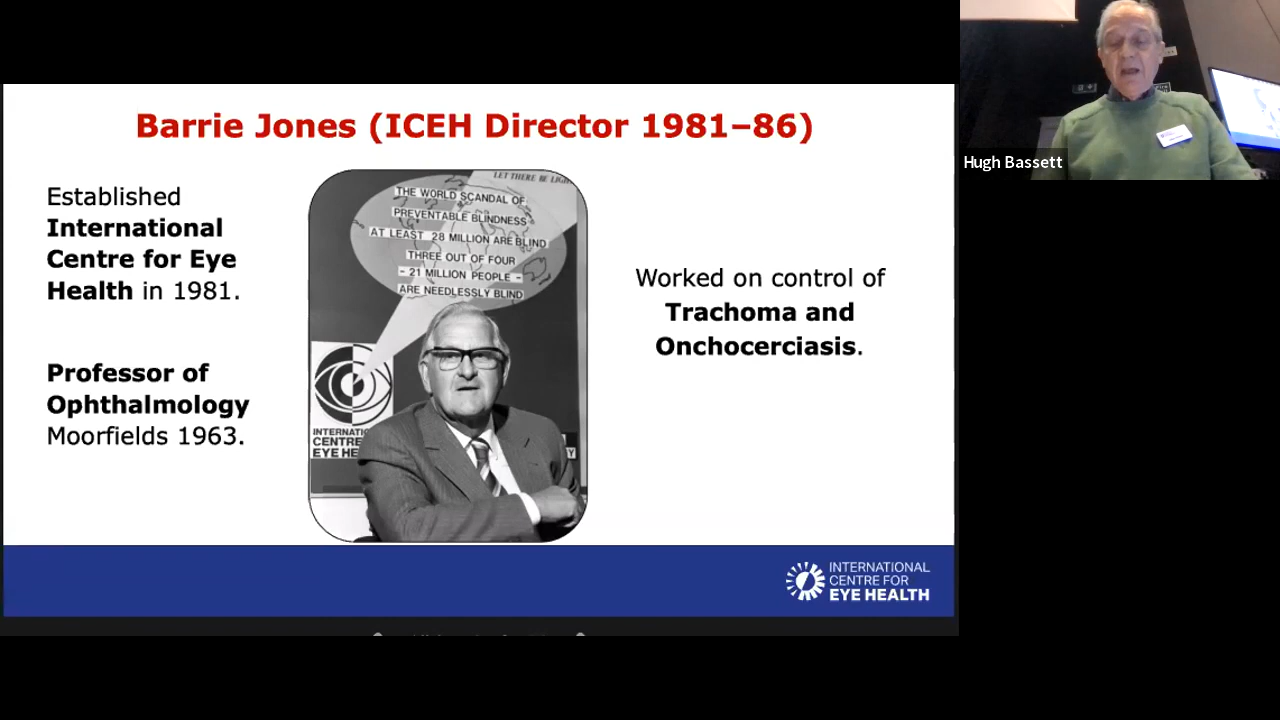 Barrie Jones (ICEH Director 1981–86)
Established
International
Centre for Eye
Health in 1981.
Professor of
Ophthalmology
Moorfields 1963.
LET THERE BE LIGHT
THE WORLD SCANDAL OF
PREVENTABLE BLINDNESS
AT LEAST 28 MILLION ARE BLIND
THREE OUT OF FOUR
- 21 MILLION PEOPLE -
ARE NEEDLESSLY BLIND
INTERNATIO
CENTRE FO
EYE HE
Worked on control of
Trachoma and
Onchocerciasis.
INTERNATIONAL
CENTRE FOR
EYE HEALTH
Hugh Bassett